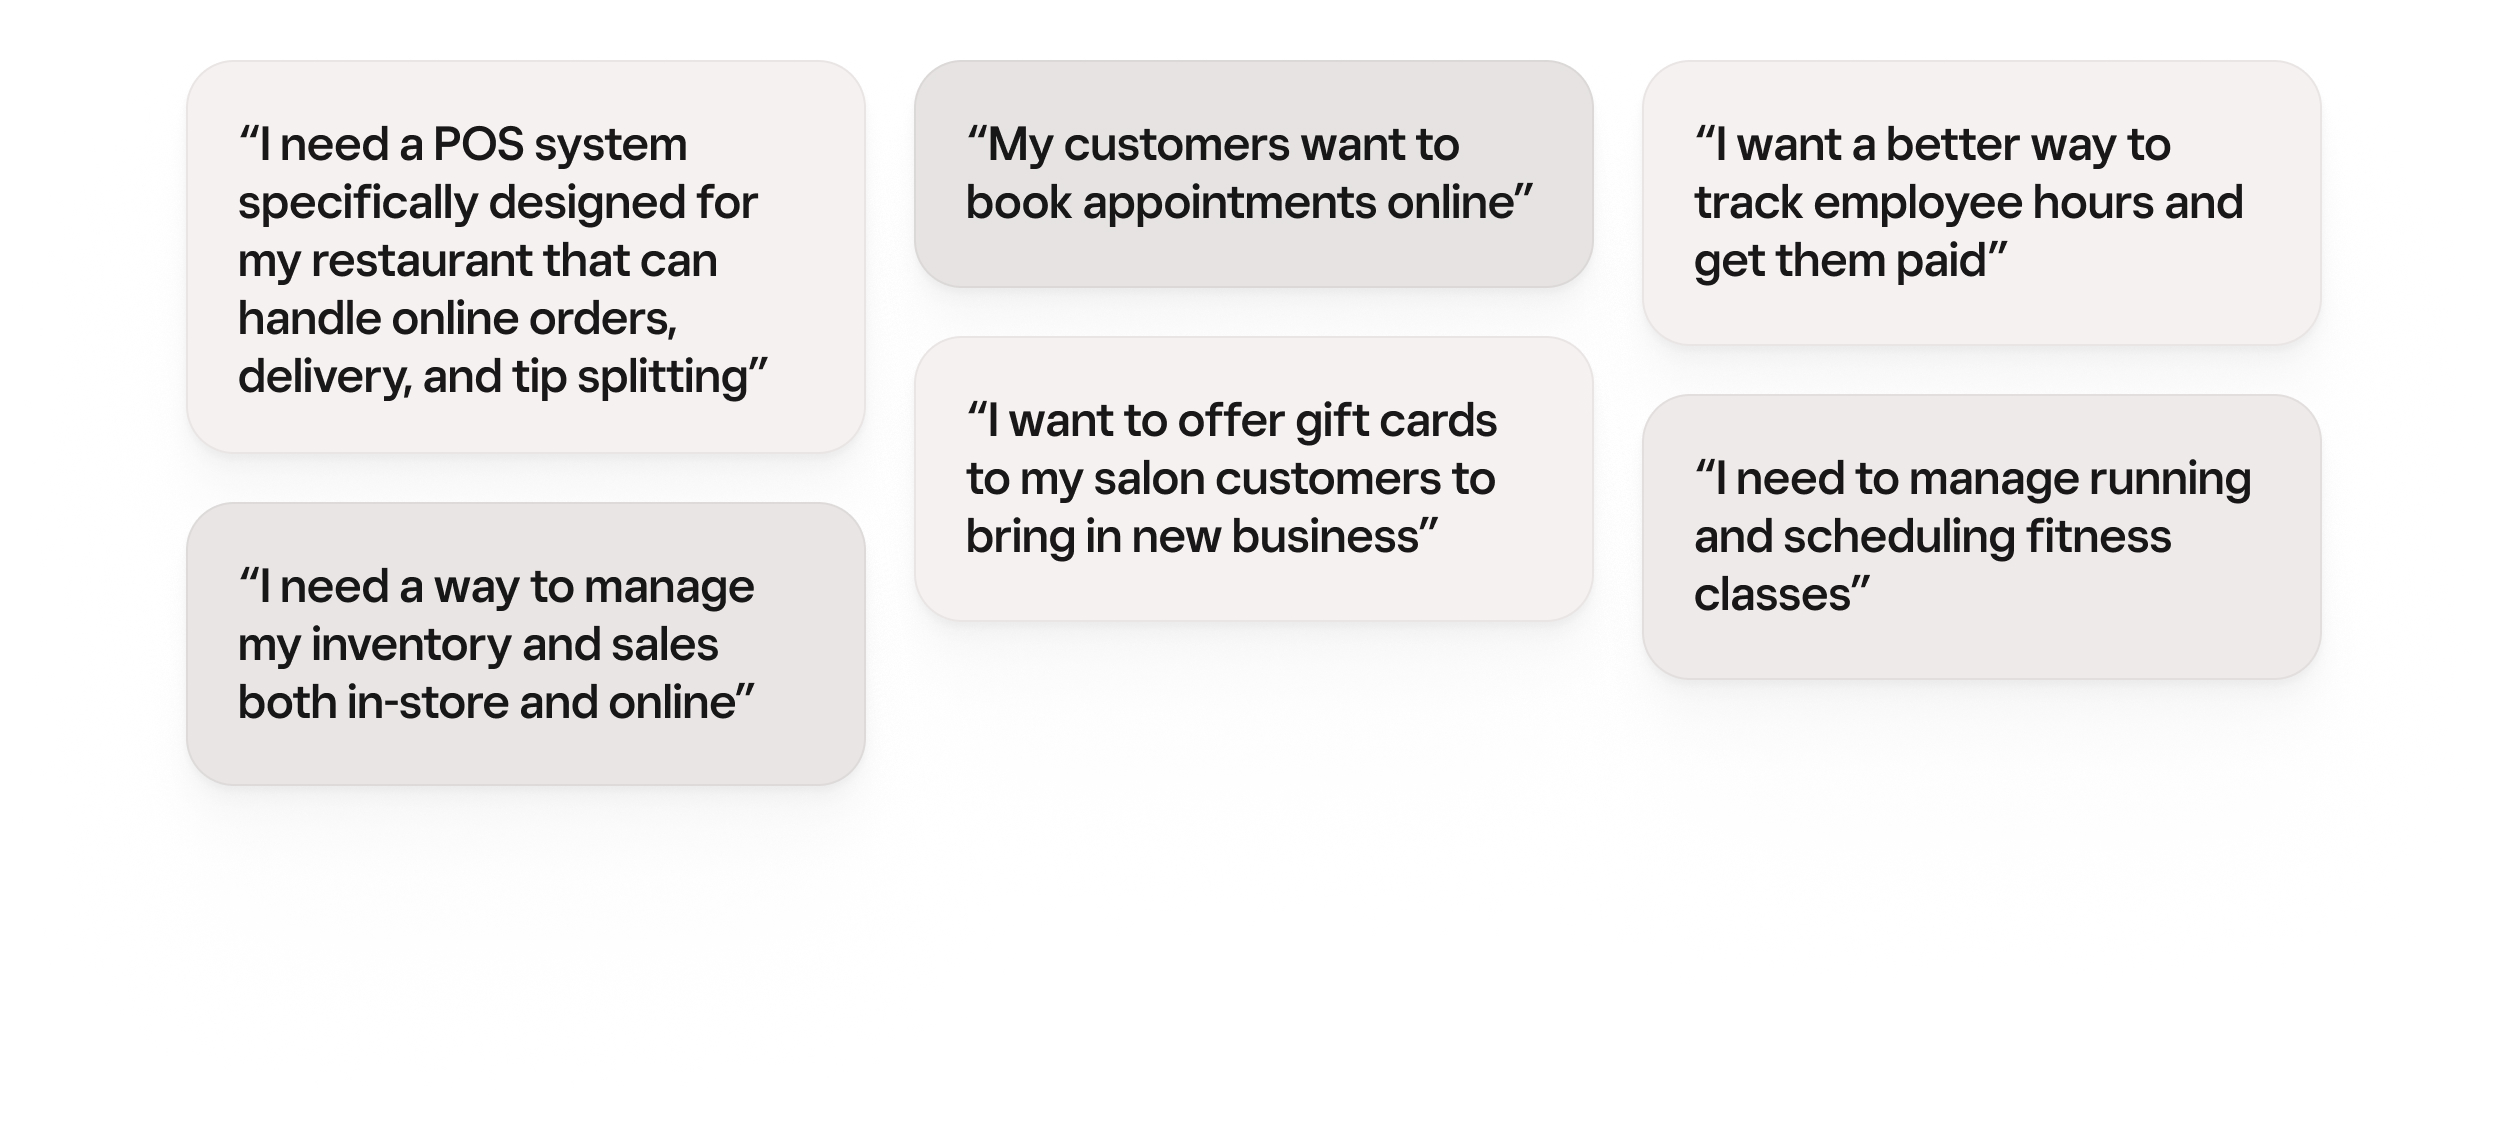 “I need a POS system
specifically designed for
my restaurant that can
handle online orders,
delivery, and tip splitting”
“I need a way to manage
my inventory and sales
both in-store and online”
“My customers want to
book appointments online”
“I want to offer gift cards
to my salon customers to
bring in new business”
“I want a better way to
track employee hours and
get them paid”
“I need to manage running
and scheduling fitness
classes”